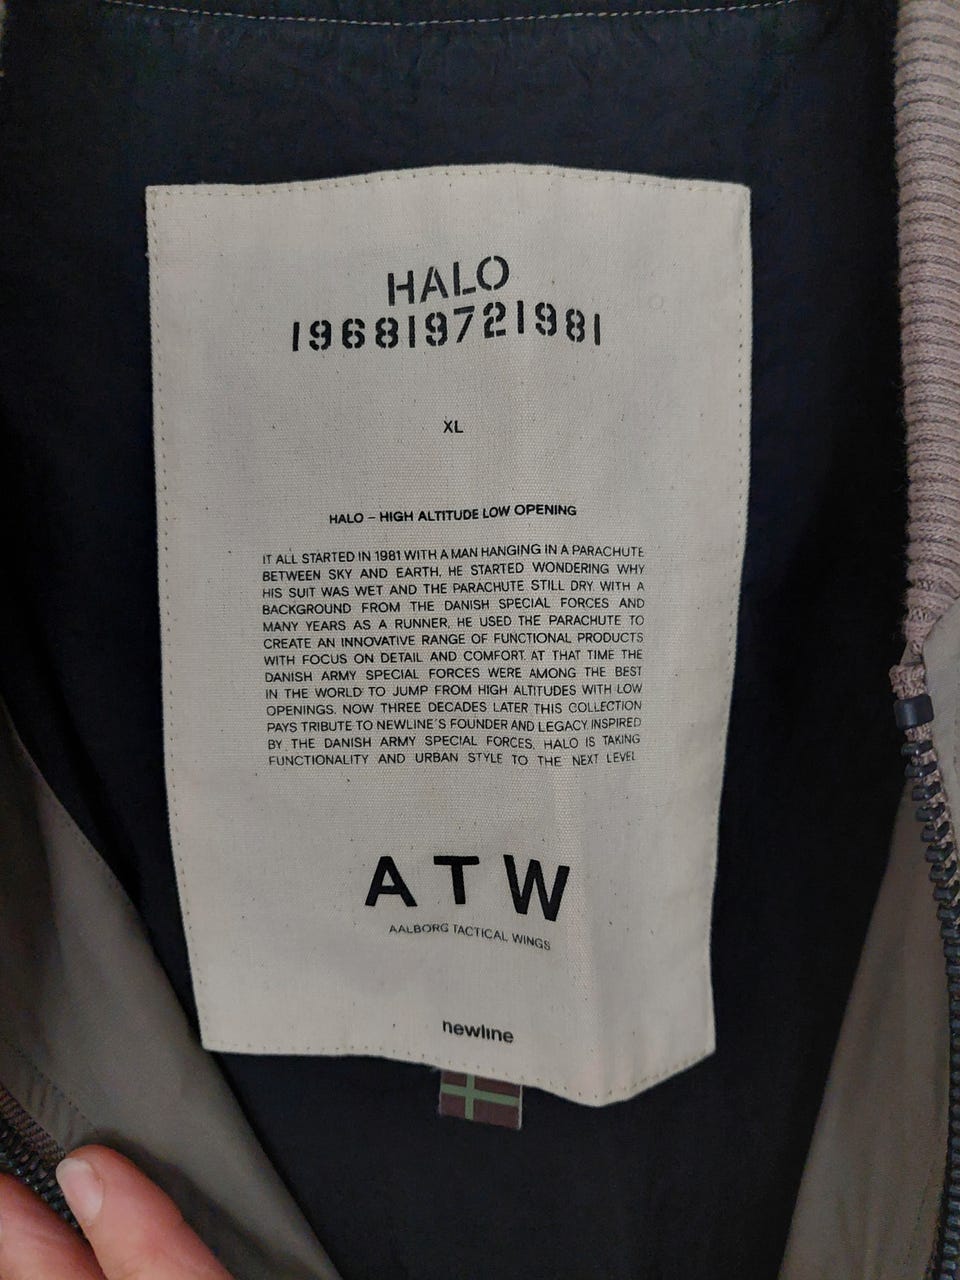 HALO
196819721981
XL
HALO – HIGH ALTITUDE LOW OPENING
IT ALL STARTED IN 1981 WITH A MAN HANGING IN A PARACHUTE
BETWEEN SKY AND EARTH, HE STARTED WONDERING WHY
HIS SUIT WAS WET AND THE PARACHUTE STILL DRY. WITH A
BACKGROUND FROM THE DANISH SPECIAL FORCES AND
MANY YEARS AS A RUNNER, HE USED THE PARACHUTE TO
CREATE AN INNOVATIVE RANGE OF FUNCTIONAL PRODUCTS
WITH FOCUS ON DETAIL AND COMFORT. AT THAT TIME THE
DANISH ARMY SPECIAL FORCES WERE AMONG THE BEST
IN THE WORLD TO JUMP FROM HIGH ALTITUDES WITH LOW
OPENINGS. NOW THREE DECADES LATER THIS COLLECTION
PAYS TRIBUTE TO NEWLINE´S FOUNDER AND LEGACY. INSPIRED
BY THE DANISH ARMY SPECIAL FORCES, HALO IS TAKING
FUNCTIONALITY AND URBAN STYLE TO THE NEXT LEVEL
ATW
AALBORG TACTICAL WINGS
newline